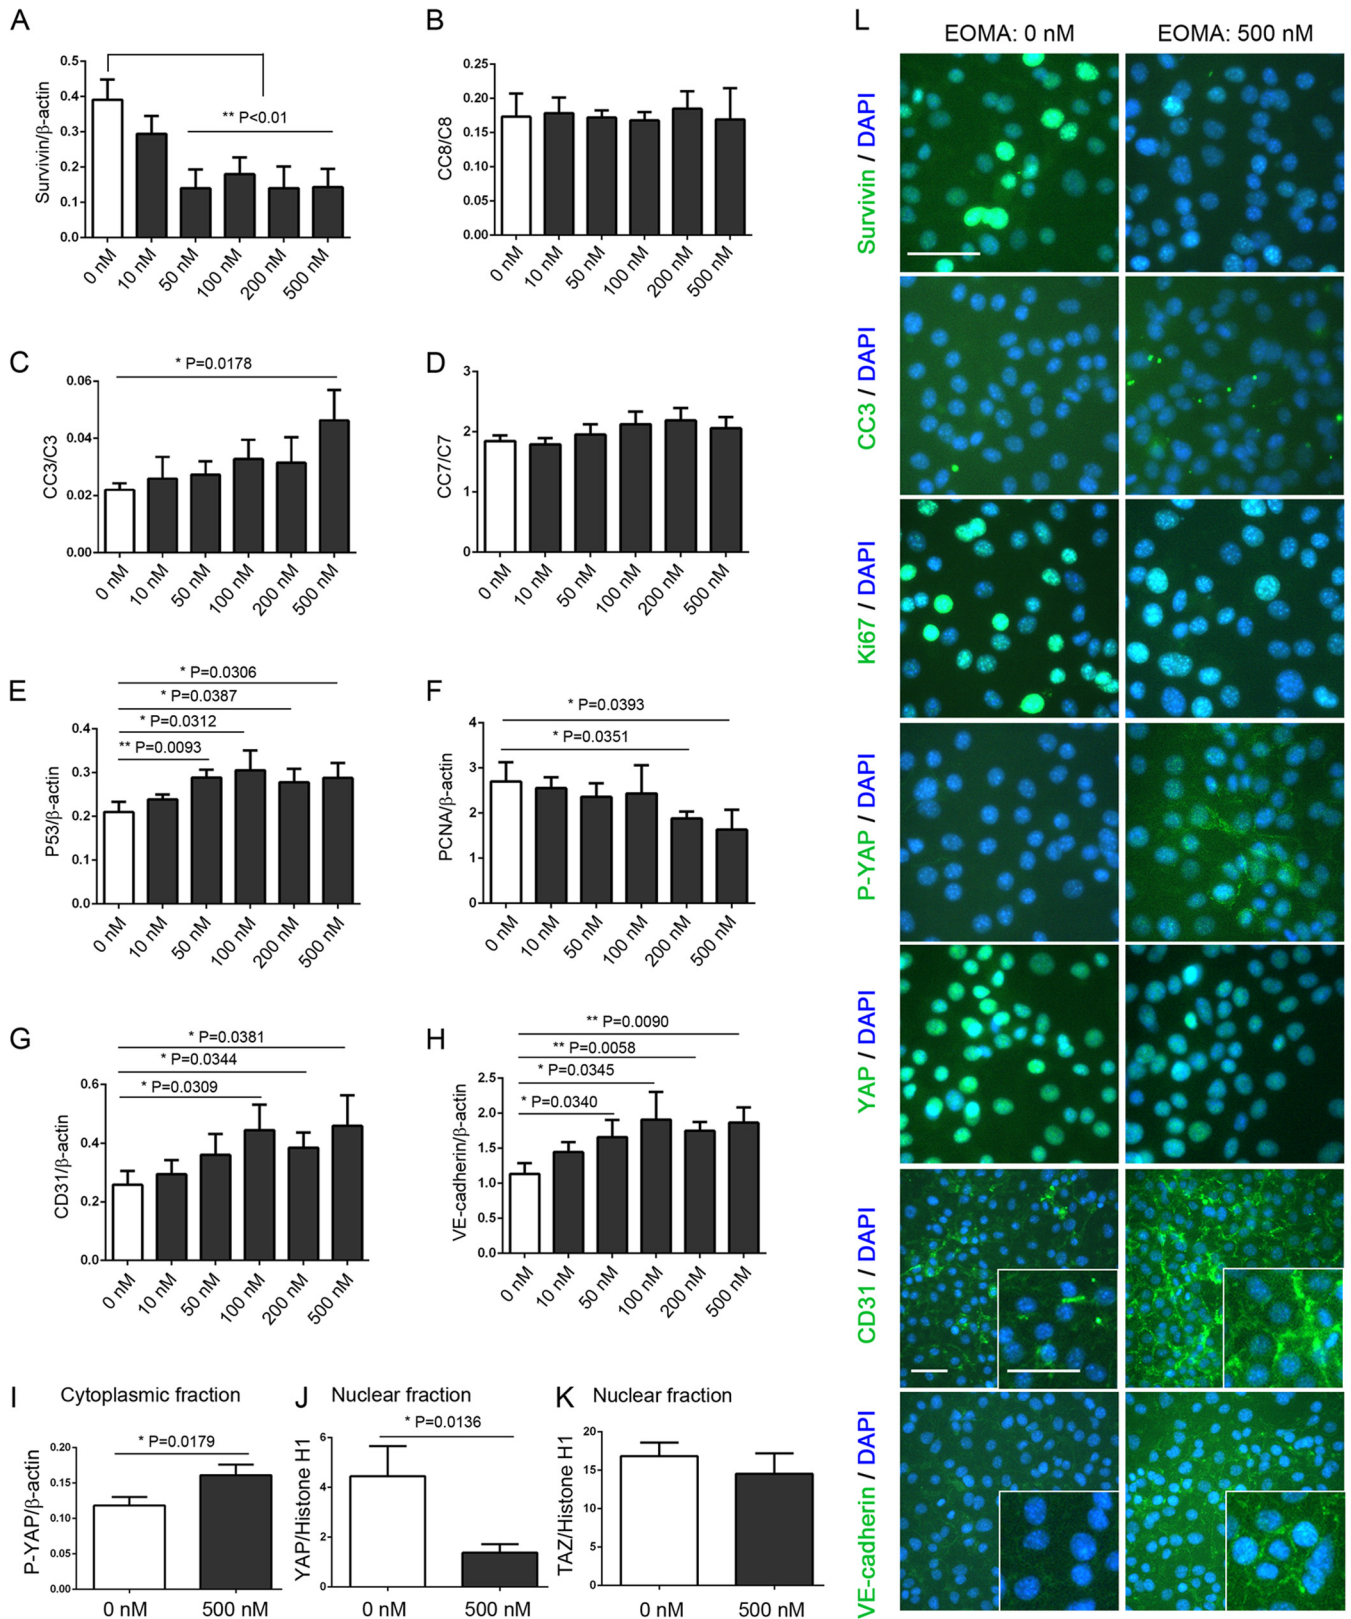 A
Survivin/β-actin
0.5
0.4
0.3
0.2
0.1
0.0
** P<0.01
0 nM
10 nM
50 nM
100 nM
200 nM
500 nM
B
CC8/C8
0.25
0.20
0.15
0.10
0.05
0.00
0 nM
10 nM
50 nM
100 nM
200 nM
500 nM
C
CC3/C3
* P=0.0178
0.06
0.04
0.02
0.00
0 nM
10 nM
50 nM
100 nM
200 nM
500 nM
D
CC7/C7
3
2
1
0
0 nM
10 nM
50 nM
100 nM
200 nM
500 nM
E
P53/β-actin
* P=0.0306
* P=0.0387
* P=0.0312
** P=0.0093
0.4
0.3
0.2
0.1
0.0
0 nM
10 nM
50 nM
100 nM
200 nM
500 nM
F
PCNA/β-actin
* P=0.0393
* P=0.0351
4
3
2
1
0
0 nM
10 nM
50 nM
100 nM
200 nM
500 nM
G
CD31/β-actin
* P=0.0381
* P=0.0344
* P=0.0309
0.6
0.4
0.2
0.0
0 nM
10 nM
50 nM
100 nM
200 nM
500 nM
H
VE-cadherin/β-actin
** P=0.0090
** P=0.0058
* P=0.0345
* P=0.0340
2.5
2.0
1.5
1.0
0.5
0.0
0 nM
10 nM
50 nM
100 nM
200 nM
500 nM
I
Cytoplasmic fraction
P-YAP/β-actin
* P=0.0179
0.20
0.15
0.10
0.05
0.00
0 nM
500 nM
J
Nuclear fraction
YAP/Histone H1
* P=0.0136
6
4
2
0
0 nM
500 nM
K
Nuclear fraction
TAZ/Histone H1
20
15
10
5
0
0 nM
500 nM
L
EOMA: 0 nM
EOMA: 500 nM
Survivin / DAPI
CC3 / DAPI
Ki67 / DAPI
P-YAP / DAPI
YAP / DAPI
CD31 / DAPI
VE-cadherin / DAPI